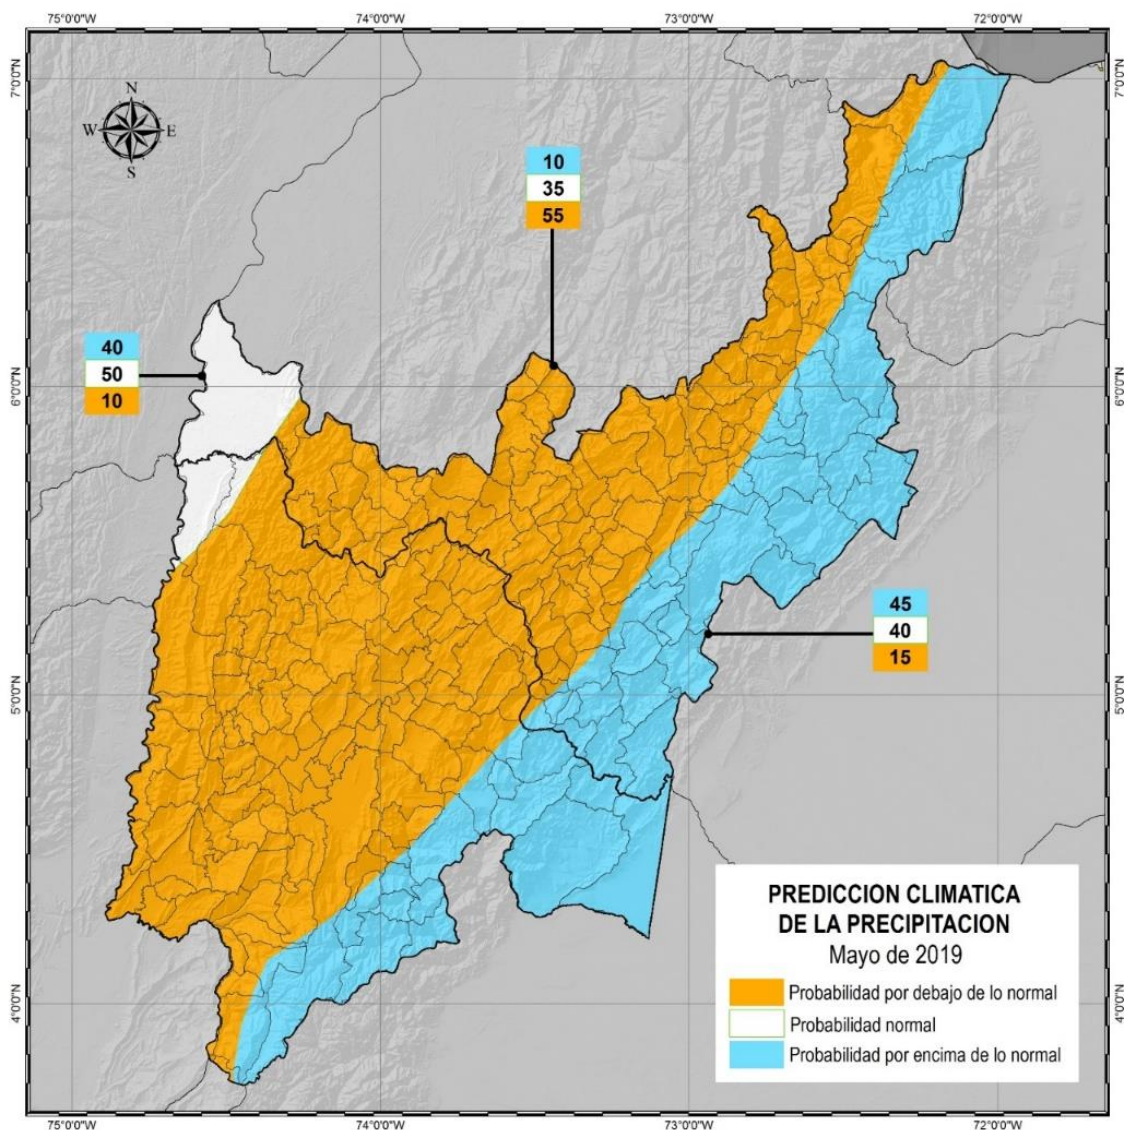 75°0'0"W 74°0'0"W 73°0'0"W 72°0'0"W
7°0'0"N 7°0'0"N
N
W E
S
10
35
55
40
50
10
6°0'0"N 6°0'0"N
45
40
15
5°0'0"N 5°0'0"N
PREDICCION CLIMATICA
DE LA PRECIPITACION
Mayo de 2019
Probabilidad por debajo de lo normal
Probabilidad normal
Probabilidad por encima de lo normal
4°0'0"N 4°0'0"N
75°0'0"W 74°0'0"W 73°0'0"W 72°0'0"W